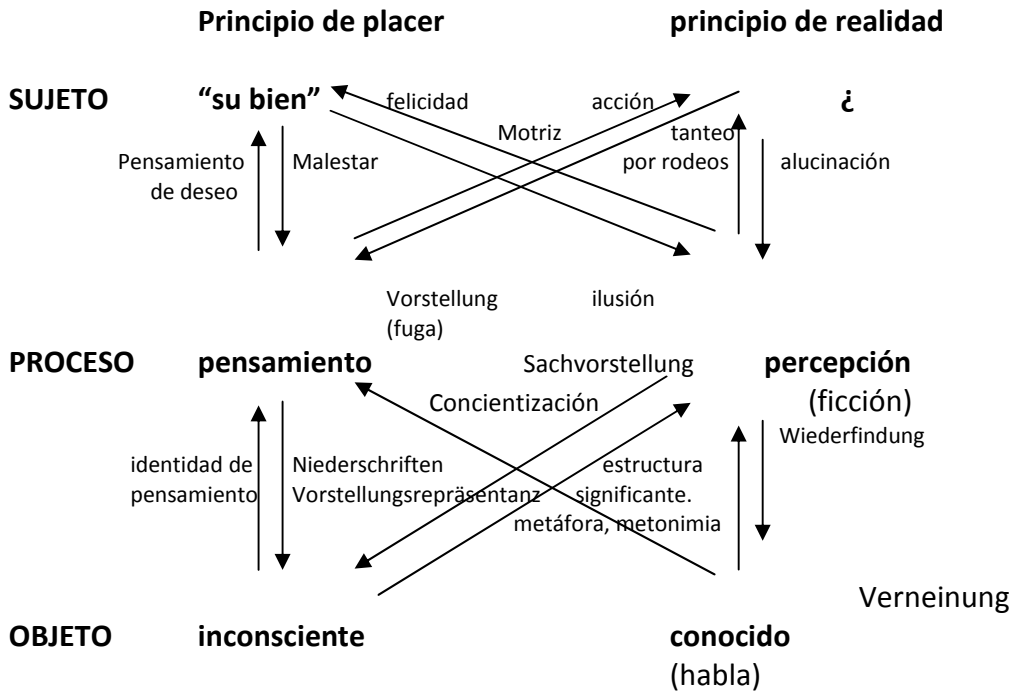 Principio de placer principio de realidad
SUJETO “su bien” felicidad acción ¿
Motriz tanteo
Pensamiento Malestar por rodeos alucinación
de deseo
Vorstellung ilusión
(fuga)
PROCESO pensamiento Sachvorstellung percepción
Concientización (ficción)
Wiederfindung
identidad de Niederschriften estructura
pensamiento Vorstellungsrepräsentanz significante.
metáfora, metonimia
Verneinung
OBJETO inconsciente conocido
(habla)